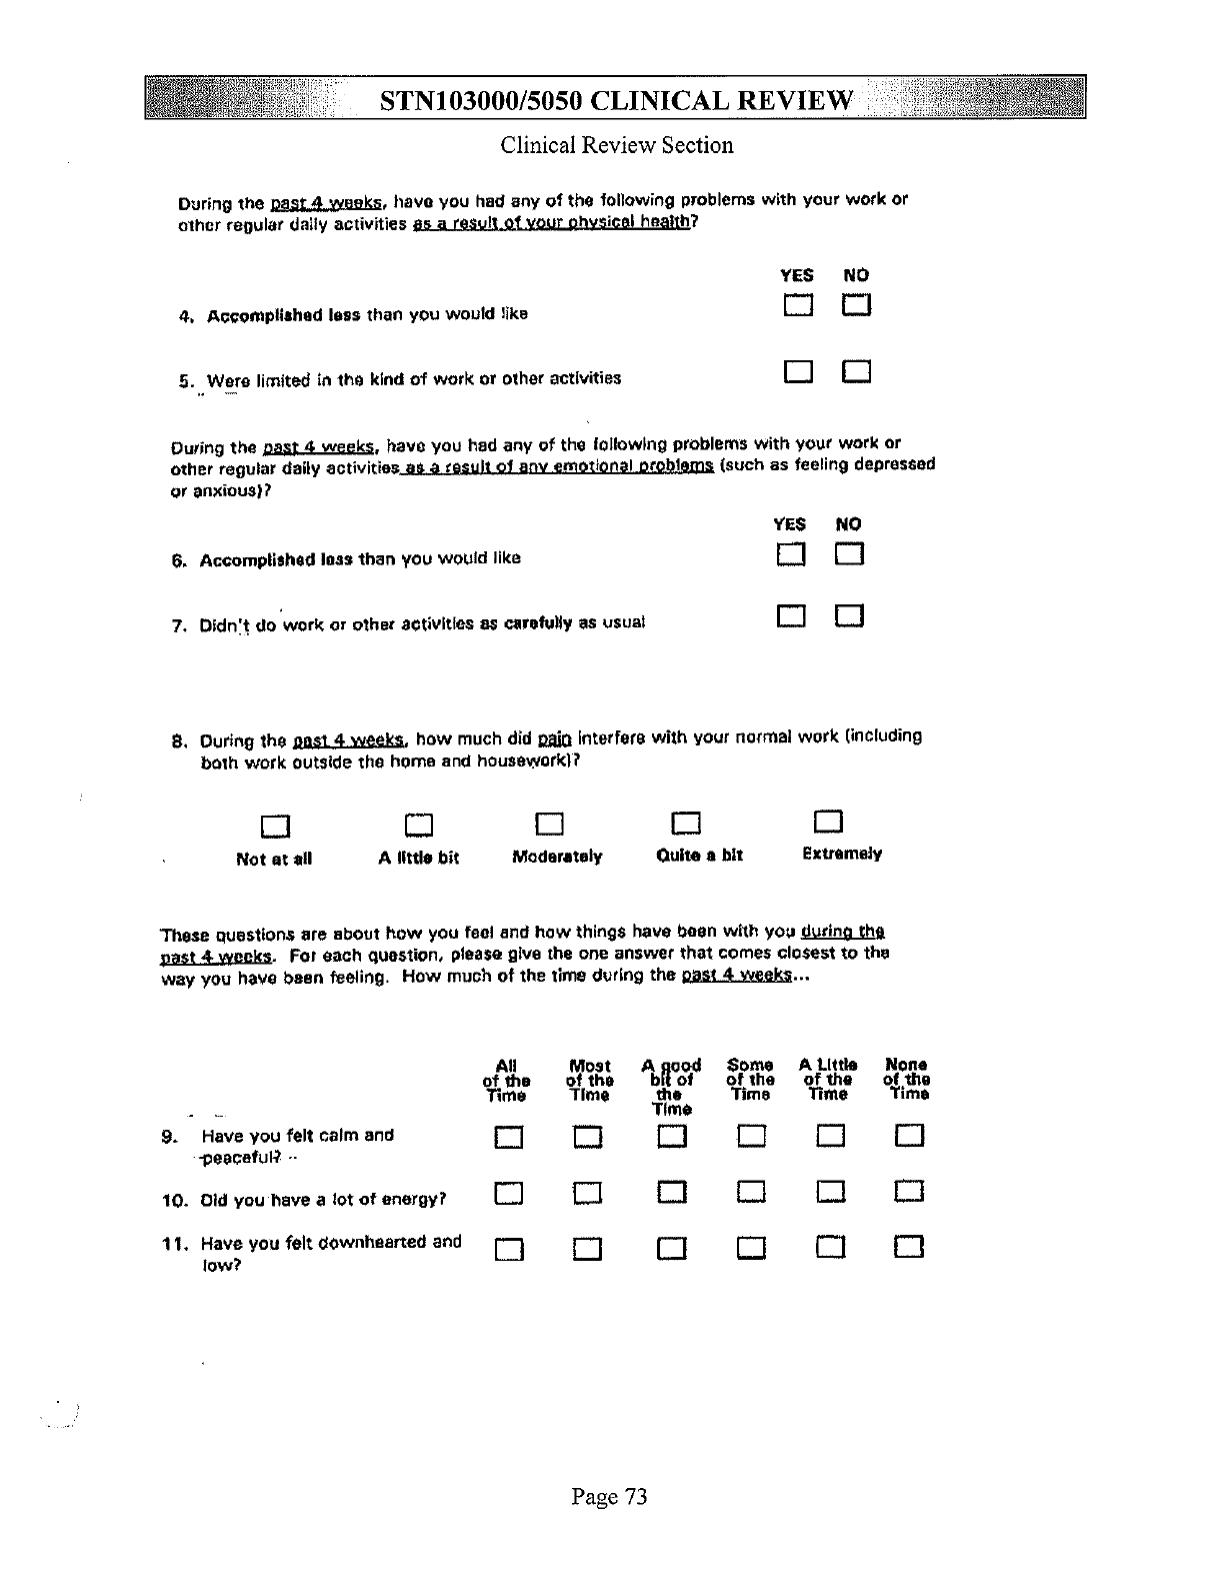 STN103000/5050 CLINICAL REVIEW
Clinical Review Section
During the past 4 weeks, have you had any of the following problems with your work or
other regular daily activities as a result of your physical health?
YES NO
4. Accomplished less than you would like
5. Were limited in the kind of work or other activities
During the past 4 weeks, have you had any of the following problems with your work or
other regular daily activities as a result of any emotional problems (such as feeling depressed
or anxious)?
YES NO
6. Accomplished less than you would like
7. Didn't do work or other activities as carefully as usual
8. During the past 4 weeks, how much did pain interfere with your normal work (including
both work outside the home and housework)?
Not at all A little bit Moderately Quite a bit Extremely
These questions are about how you feel and how things have been with you during the
past 4 weeks. For each question, please give the one answer that comes closest to the
way you have been feeling. How much of the time during the past 4 weeks...
All Most A good Some A Little None
of the of the bit of of the of the of the
Time Time the Time Time Time
Time
9. Have you felt calm and
peaceful?
10. Did you have a lot of energy?
11. Have you felt downhearted and
low?
Page 73